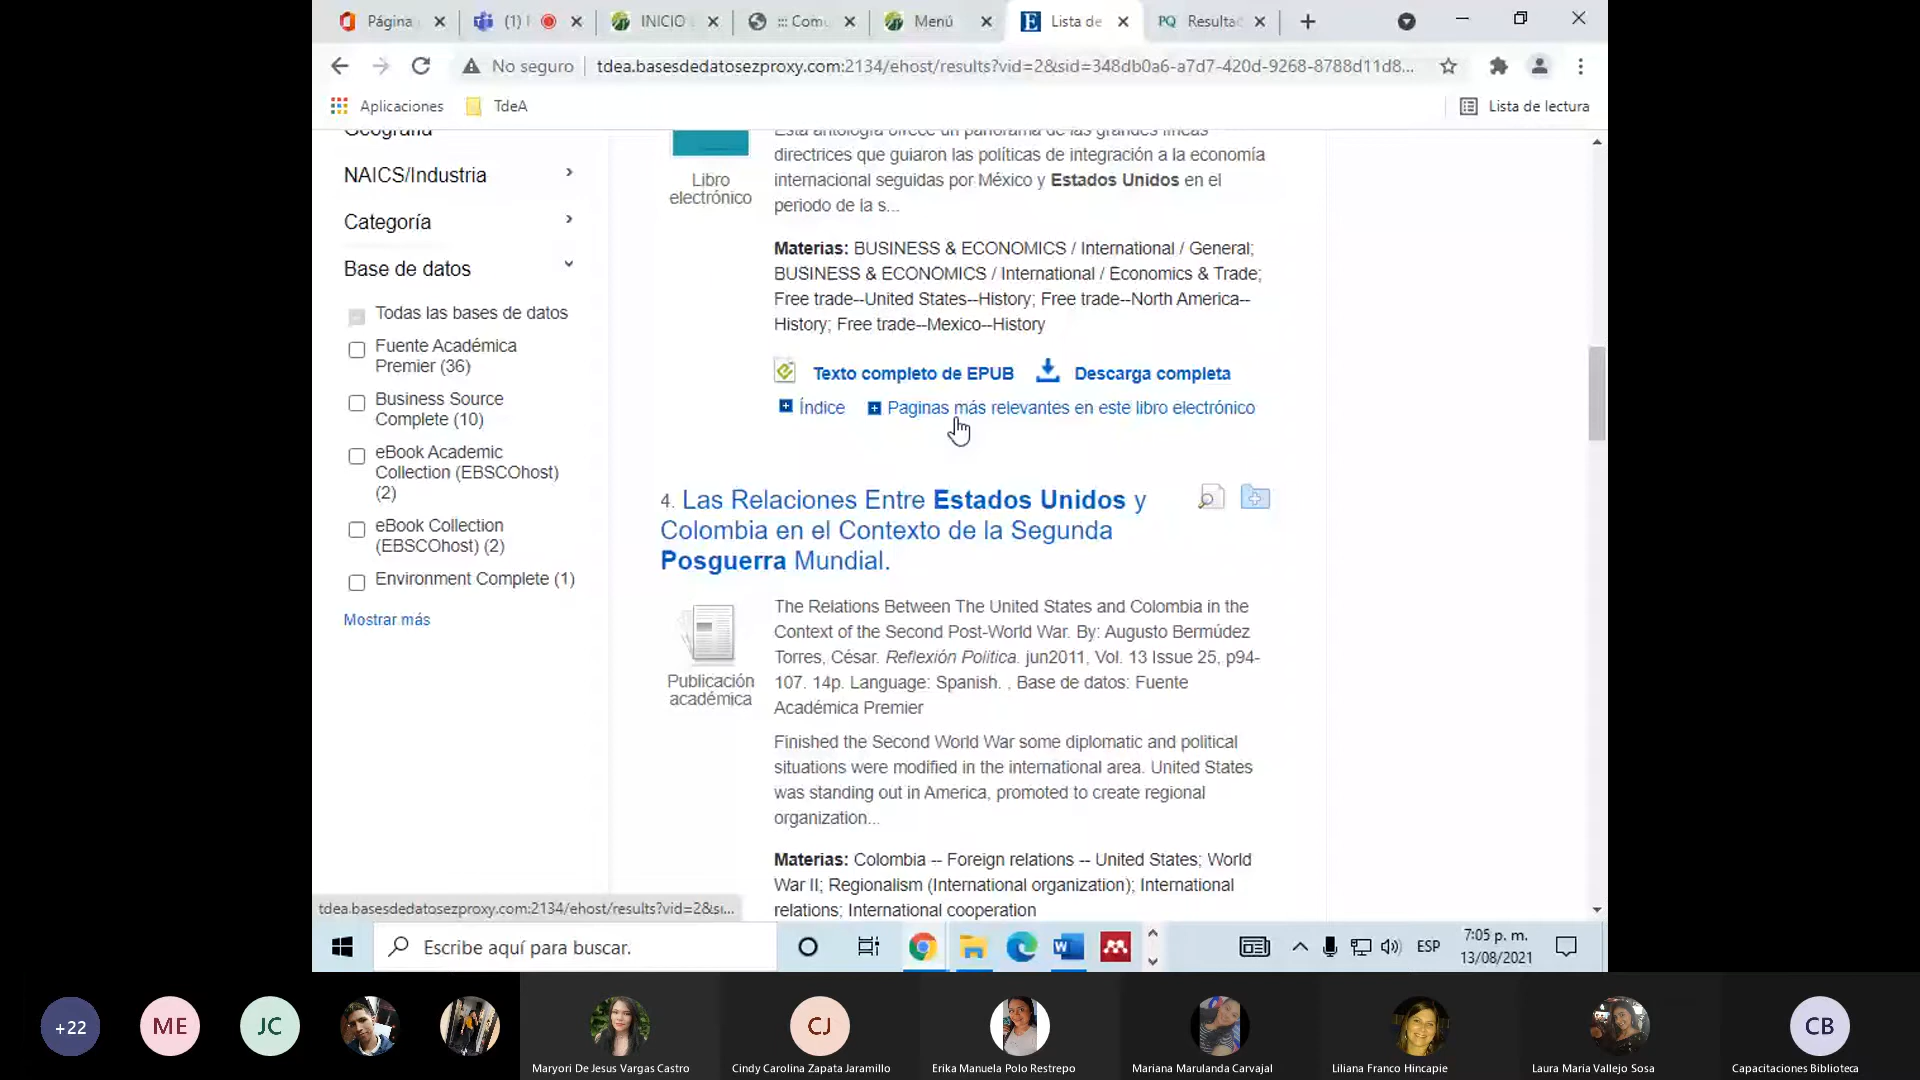 Página
(1)
INICIO
::: Com
Menú
Lista de
PQ Resultad
No seguro
tdea.basesdedatosezproxy.com:2134/ehost/results?vid=2&sid=348db0a6-a7d7-420d-9268-8788d11d8...
Aplicaciones
TdeA
Lista de lectura
Geografía
NAICS/Industria
Categoría
Base de datos
Todas las bases de datos
Fuente Académica
Premier (36)
Business Source
Complete (10)
eBook Academic
Collection (EBSCOhost)
(2)
eBook Collection
(EBSCOhost) (2)
Environment Complete (1)
Mostrar más
Libro
electrónico
Esta antología ofrece un panorama de las grandes líneas
directrices que guiaron las políticas de integración a la economía
internacional seguidas por México y Estados Unidos en el
periodo de la s...
Materias: BUSINESS & ECONOMICS / International / General;
BUSINESS & ECONOMICS / International / Economics & Trade;
Free trade--United States--History; Free trade--North America--
History; Free trade--Mexico--History
Texto completo de EPUB
Descarga completa
Índice
Paginas más relevantes en este libro electrónico
4. Las Relaciones Entre Estados Unidos y
Colombia en el Contexto de la Segunda
Posguerra Mundial.
Publicación
académica
The Relations Between The United States and Colombia in the
Context of the Second Post-World War. By: Augusto Bermúdez
Torres, César. Reflexión Politica. jun2011, Vol. 13 Issue 25, p94-
107. 14p. Language: Spanish. , Base de datos: Fuente
Académica Premier
Finished the Second World War some diplomatic and political
situations were modified in the international area. United States
was standing out in America, promoted to create regional
organization...
Materias: Colombia -- Foreign relations -- United States; World
War II; Regionalism (International organization); International
relations; International cooperation
tdea.basesdedatosezproxy.com:2134/ehost/results?vid=2&si...
Escribe aquí para buscar.
ESP
7:05 p. m.
13/08/2021
+22
ME
JC
CJ
CB
Maryori De Jesus Vargas Castro
Cindy Carolina Zapata Jaramillo
Erika Manuela Polo Restrepo
Mariana Marulanda Carvajal
Liliana Franco Hincapie
Laura Maria Vallejo Sosa
Capacitaciones Biblioteca